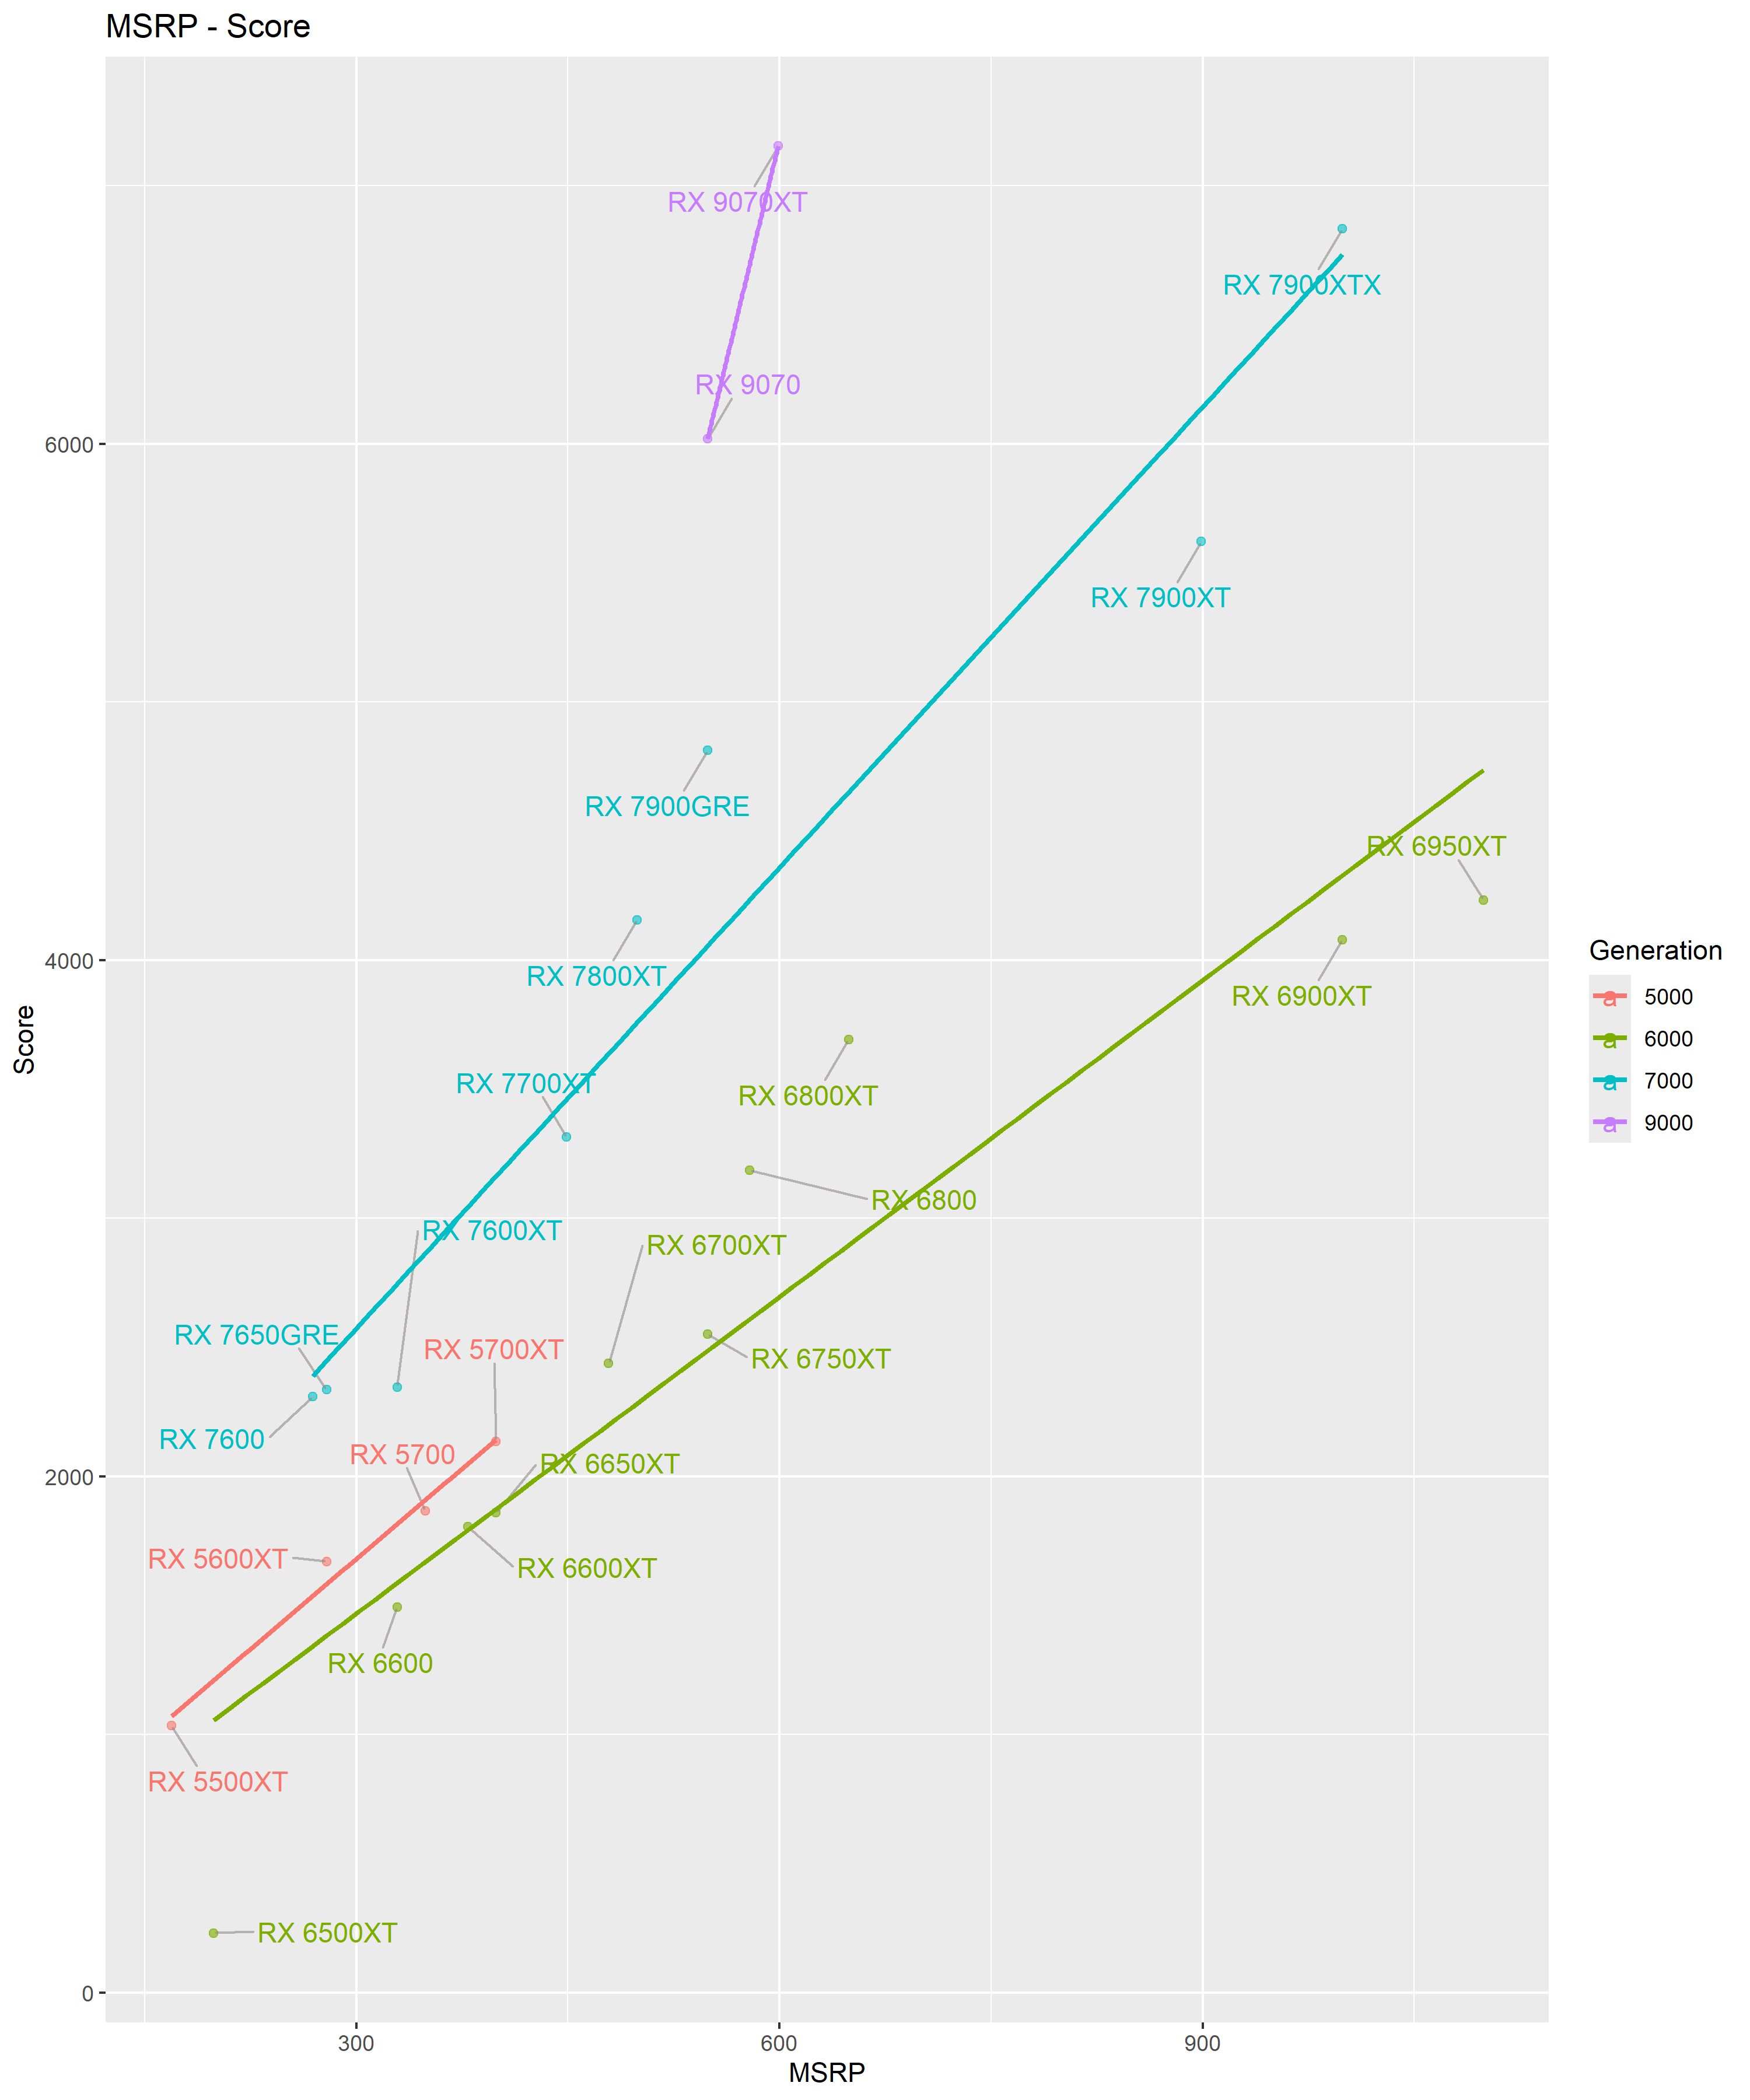 MSRP - Score
RX 9070XT
RX 7900XTX
RX 9070
6000
RX 7900XT
RX 7900GRE
RX 6950XT
4000
RX 7800XT
RX 6900XT
Score
RX 7700XT
RX 6800XT
RX 6800
RX 7600XT
RX 6700XT
RX 7650GRE
RX 5700XT
RX 6750XT
RX 7600
RX 5700
RX 6650XT
2000
RX 5600XT
RX 6600XT
RX 6600
RX 5500XT
RX 6500XT
0
300 600 900
MSRP
Generation
a 5000
a 6000
a 7000
a 9000